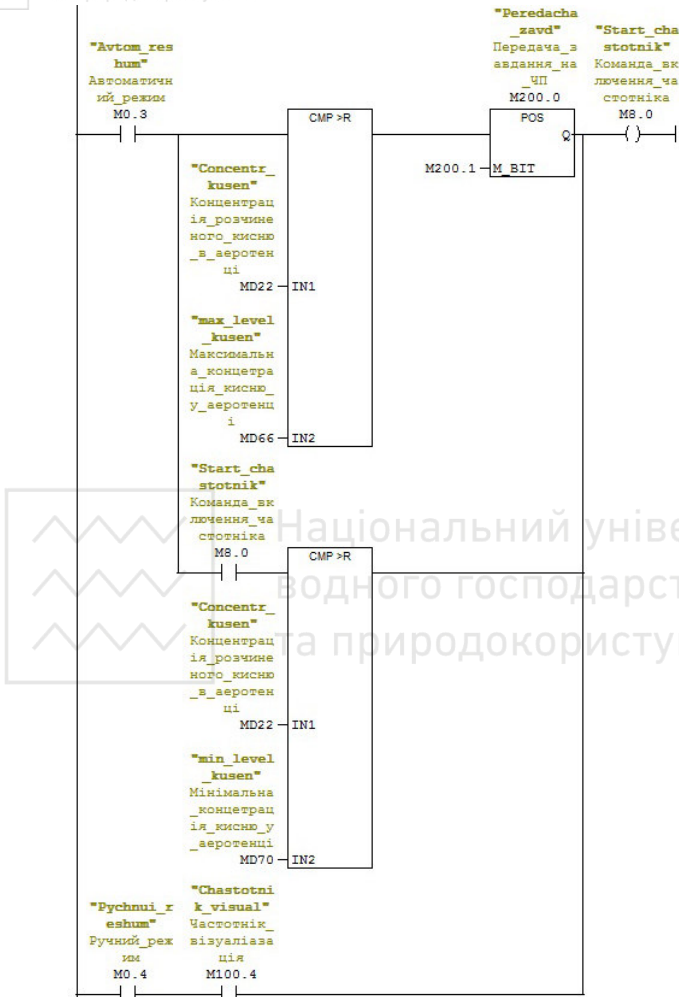 "Peredacha
_zavd"
Передача_з
авдання_на
_ЧП
M200.0
"Start_cha
stotnik"
Команда_вк
лючення_ча
стотніка
M8.0
"Avtom_res
hum"
Автоматичн
ий_режим
M0.3
CMP >R
POS
Q
M200.1
M_BIT
"Concentr_
kusen"
Концентрац
ія_розчине
ного_кисню
_в_аеротен
ці
MD22
IN1
"max_level
_kusen"
Максимальн
а_концетра
ція_кисню_
у_аеротенц
і
MD66
IN2
"Start_cha
stotnik"
Команда_вк
лючення_ча
стотніка
M8.0
CMP >R
Національний уніве
водного господарст
та природокористу
"Concentr_
kusen"
Концентрац
ія_розчине
ного_кисню
_в_аеротен
ці
MD22
IN1
"min_level
_kusen"
Мінімальна
_концетрац
ія_кисню_у
_аеротенці
MD70
IN2
"Pychnui_r
eshum"
Ручний_реж
им
M0.4
"Chastotni
k_visual"
Частотнік_
візуаліаза
ція
M100.4